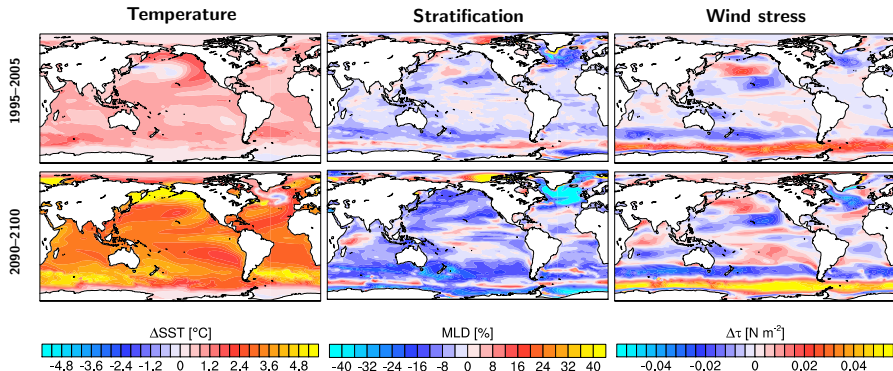 Temperature Stratification Wind stress
1995−2005
2090−2100
ΔSST [°C] MLD [%] Δτ [N m⁻²]
-4.8 -3.6 -2.4 -1.2 0 1.2 2.4 3.6 4.8 -40 -32 -24 -16 -8 0 8 16 24 32 40 -0.04 -0.02 0 0.02 0.04